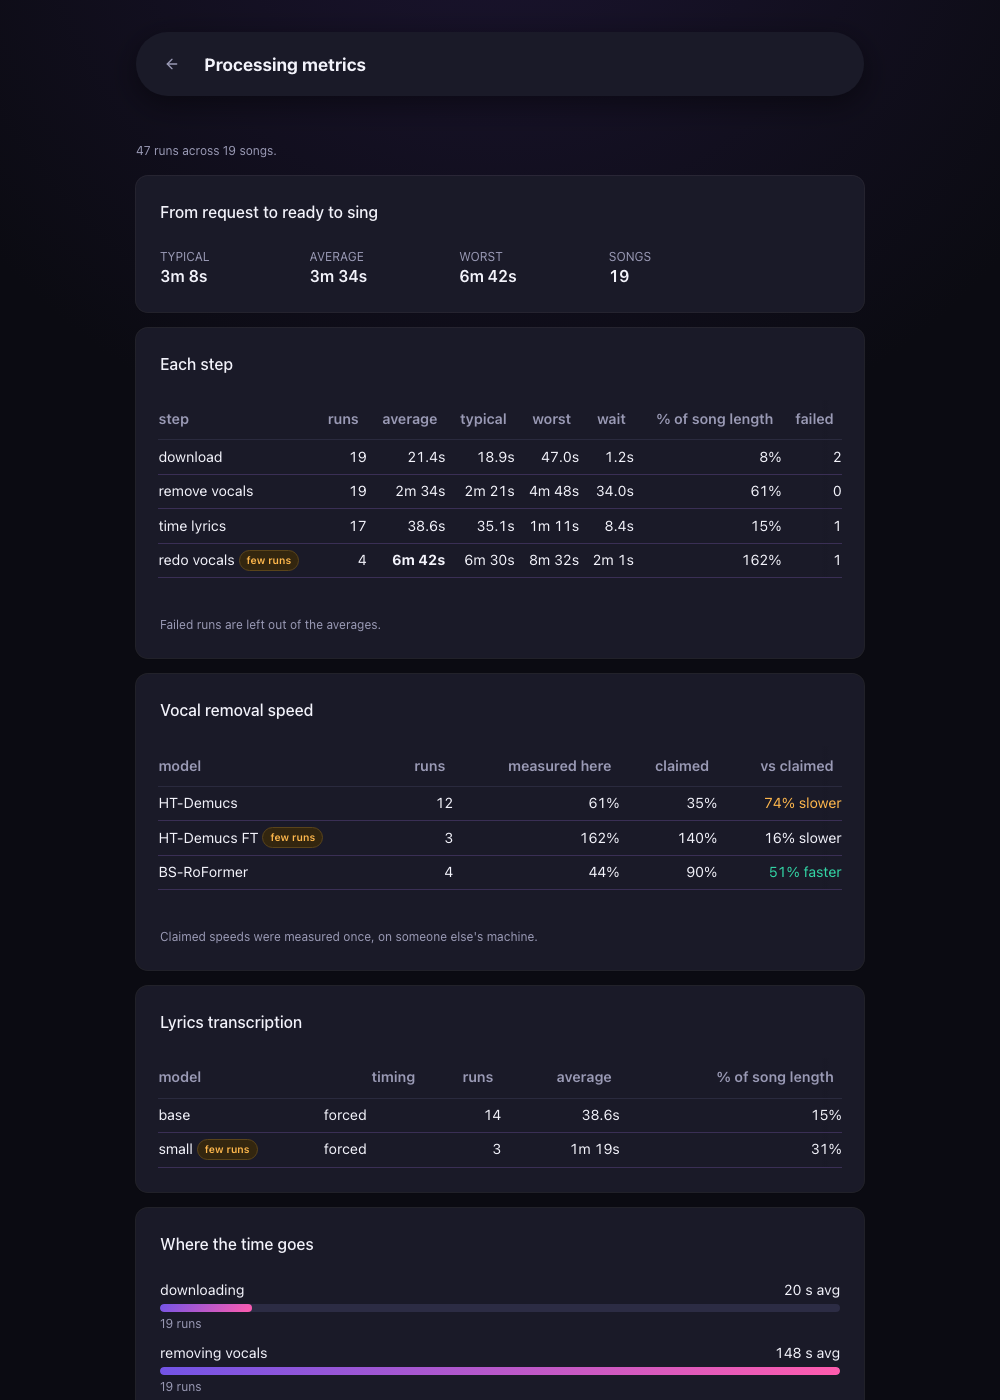 Processing metrics
47 runs across 19 songs.
From request to ready to sing
TYPICAL AVERAGE WORST SONGS
3m 8s 3m 34s 6m 42s 19
Each step
step runs average typical worst wait % of song length failed
download 19 21.4s 18.9s 47.0s 1.2s 8% 2
remove vocals 19 2m 34s 2m 21s 4m 48s 34.0s 61% 0
time lyrics 17 38.6s 35.1s 1m 11s 8.4s 15% 1
redo vocals few runs 4 6m 42s 6m 30s 8m 32s 2m 1s 162% 1
Failed runs are left out of the averages.
Vocal removal speed
model runs measured here claimed vs claimed
HT-Demucs 12 61% 35% 74% slower
HT-Demucs FT few runs 3 162% 140% 16% slower
BS-RoFormer 4 44% 90% 51% faster
Claimed speeds were measured once, on someone else's machine.
Lyrics transcription
model timing runs average % of song length
base forced 14 38.6s 15%
small few runs forced 3 1m 19s 31%
Where the time goes
downloading 20 s avg
19 runs
removing vocals 148 s avg
19 runs